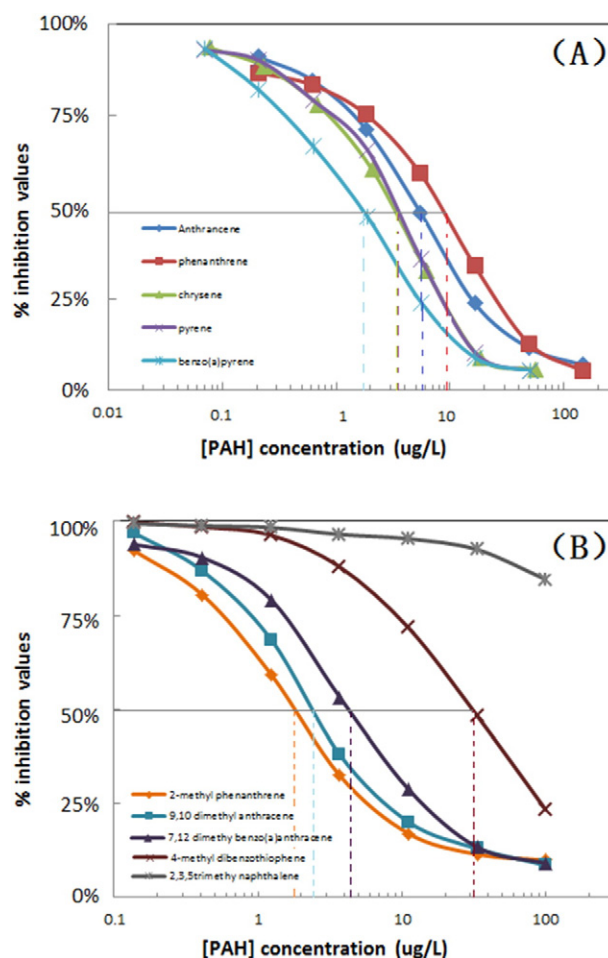 100%
(A)
75%
50%
25%
0%
% inhibition values
Anthrancene
phenanthrene
chrysene
pyrene
benzo(a)pyrene
0.01 0.1 1 10 100
[PAH] concentration (ug/L)
100%
(B)
75%
50%
25%
0%
% inhibition values
2-methyl phenanthrene
9,10 dimethyl anthracene
7,12 dimethy benzo(a)anthracene
4-methyl dibenzothiophene
2,3,5trimethy naphthalene
0.1 1 10 100
[PAH] concentration (ug/L)